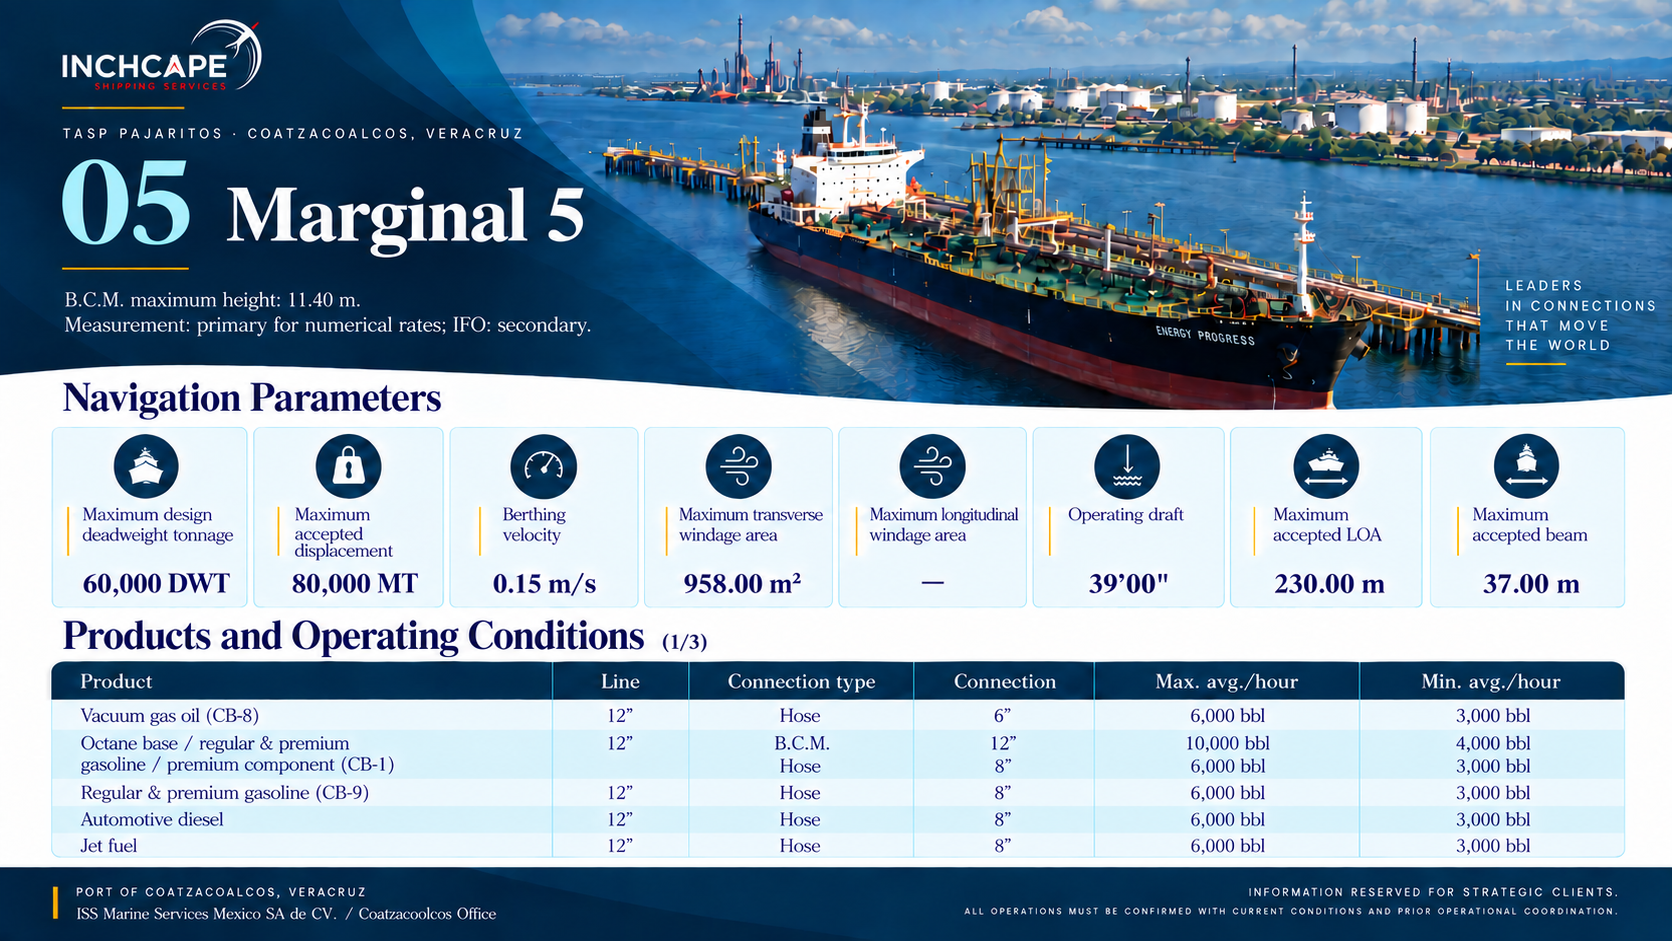 INCHCAPE
SHIPPING SERVICES
TASP PAJARITOS · COATZACOALCOS, VERACRUZ
05 Marginal 5
B.C.M. maximum height: 11.40 m.
Measurement: primary for numerical rates; IFO: secondary.
ENERGY PROGRESS
LEADERS
IN CONNECTIONS
THAT MOVE
THE WORLD
Navigation Parameters
Maximum design
deadweight tonnage
60,000 DWT
Maximum
accepted
displacement
80,000 MT
Berthing
velocity
0.15 m/s
Maximum transverse
windage area
958.00 m²
Maximum longitudinal
windage area
—
Operating draft
39’00"
Maximum
accepted LOA
230.00 m
Maximum
accepted beam
37.00 m
Products and Operating Conditions (1/3)
Product Line Connection type Connection Max. avg./hour Min. avg./hour
Vacuum gas oil (CB-8) 12” Hose 6” 6,000 bbl 3,000 bbl
Octane base / regular & premium 12” B.C.M. 12” 10,000 bbl 4,000 bbl
gasoline / premium component (CB-1) Hose 8” 6,000 bbl 3,000 bbl
Regular & premium gasoline (CB-9) 12” Hose 8” 6,000 bbl 3,000 bbl
Automotive diesel 12” Hose 8” 6,000 bbl 3,000 bbl
Jet fuel 12” Hose 8” 6,000 bbl 3,000 bbl
PORT OF COATZACOALCOS, VERACRUZ
ISS Marine Services Mexico SA de CV. / Coatzacoolcos Office
INFORMATION RESERVED FOR STRATEGIC CLIENTS.
ALL OPERATIONS MUST BE CONFIRMED WITH CURRENT CONDITIONS AND PRIOR OPERATIONAL COORDINATION.